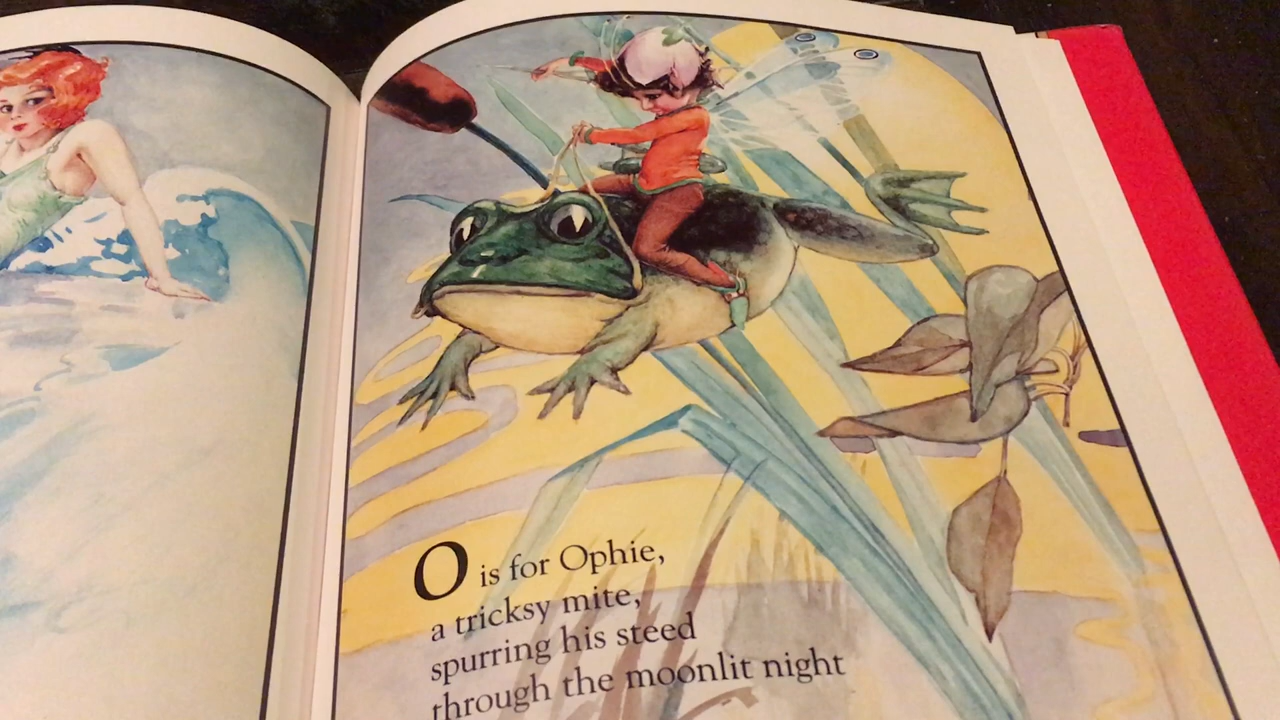 O is for Ophie,
a tricksy mite,
spurring his steed
through the moonlit night